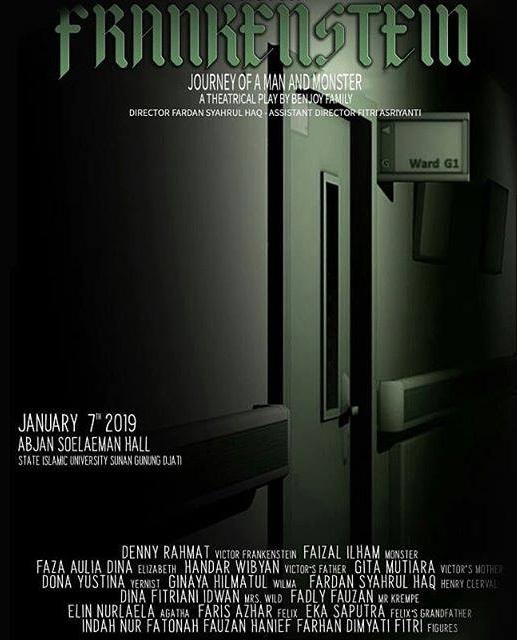 FRANKENSTEIN
JOURNEY OF A MAN AND MONSTER
A THEATRICAL PLAY BY BENJOY FAMILY
DIRECTOR FARDAN SYAHRUL HAQ - ASSISTANT DIRECTOR FITRI ASRIYANTI
G Ward G1
JANUARY 7TH 2019
ABJAN SOELAEMAN HALL
STATE ISLAMIC UNIVERSITY SUNAN GUNUNG DJATI
DENNY RAHMAT VICTOR FRANKENSTEIN FAIZAL ILHAM MONSTER
FAZA AULIA DINA ELIZABETH HANDAR WIBYAN VICTOR'S FATHER GITA MUTIARA VICTOR'S MOTHER
DONA YUSTINA YERNIST GINAYA HILMATUL WILMA FARDAN SYAHRUL HAQ HENRY CLERVAL
DINA FITRIANI IDWAN MRS. WILD FADLY FAUZAN MR KREMPE
ELIN NURLAELA AGATHA FARIS AZHAR FELIX EKA SAPUTRA FELIX'S GRANDFATHER
INDAH NUR FATONAH FAUZAN HANIEF FARHAN DIMYATI FITRI FIGURES